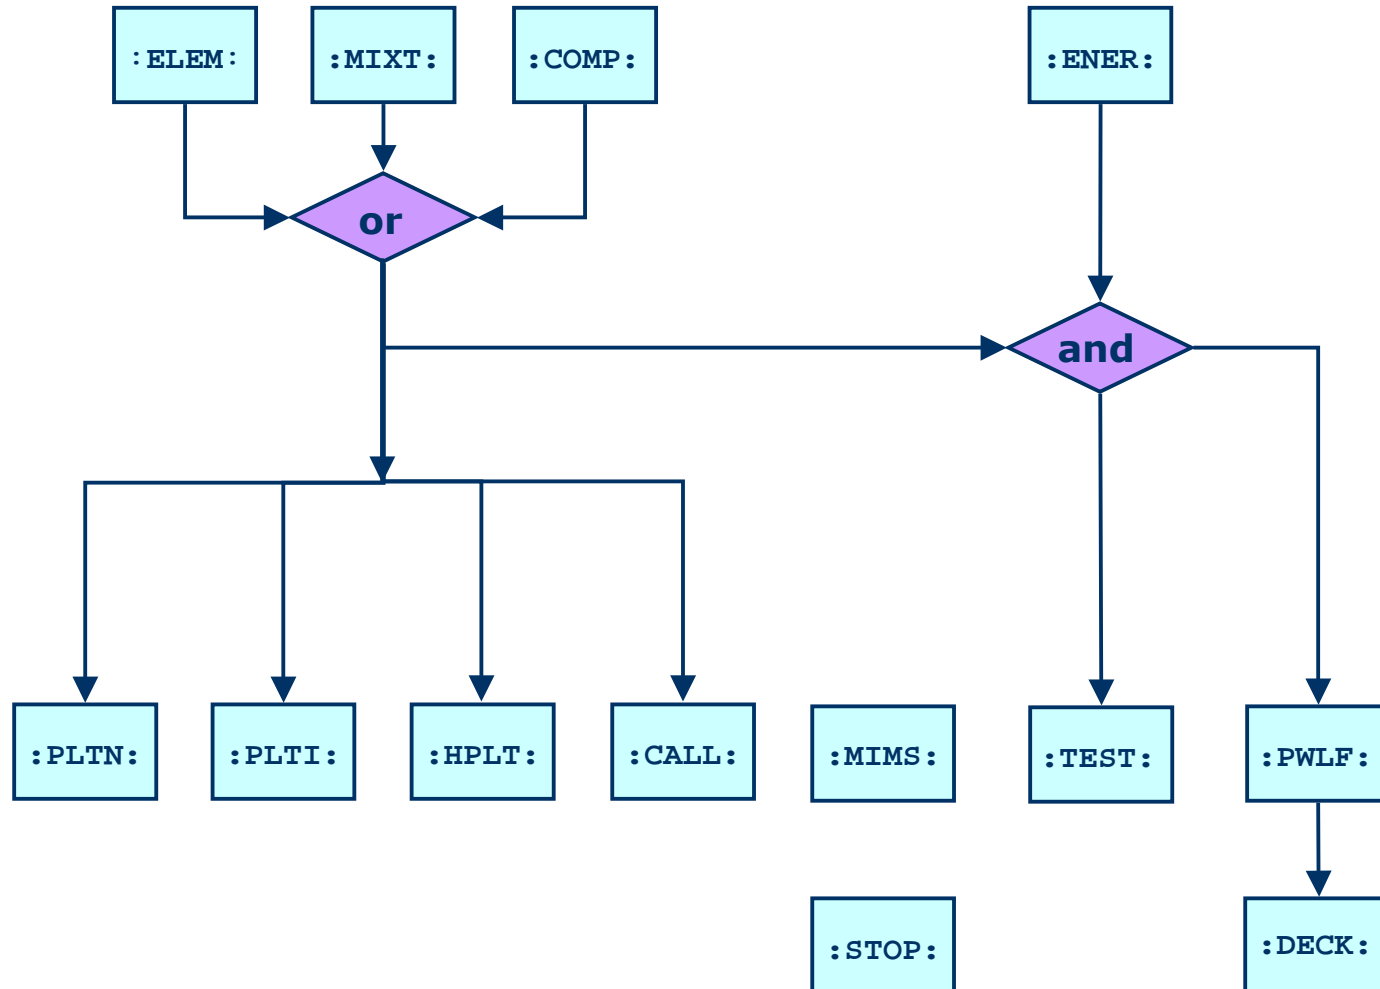 :ELEM:
:MIXT:
:COMP:
:ENER:
or
and
:PLTN:
:PLTI:
:HPLT:
:CALL:
:MIMS:
:TEST:
:PWLF:
:STOP:
:DECK: